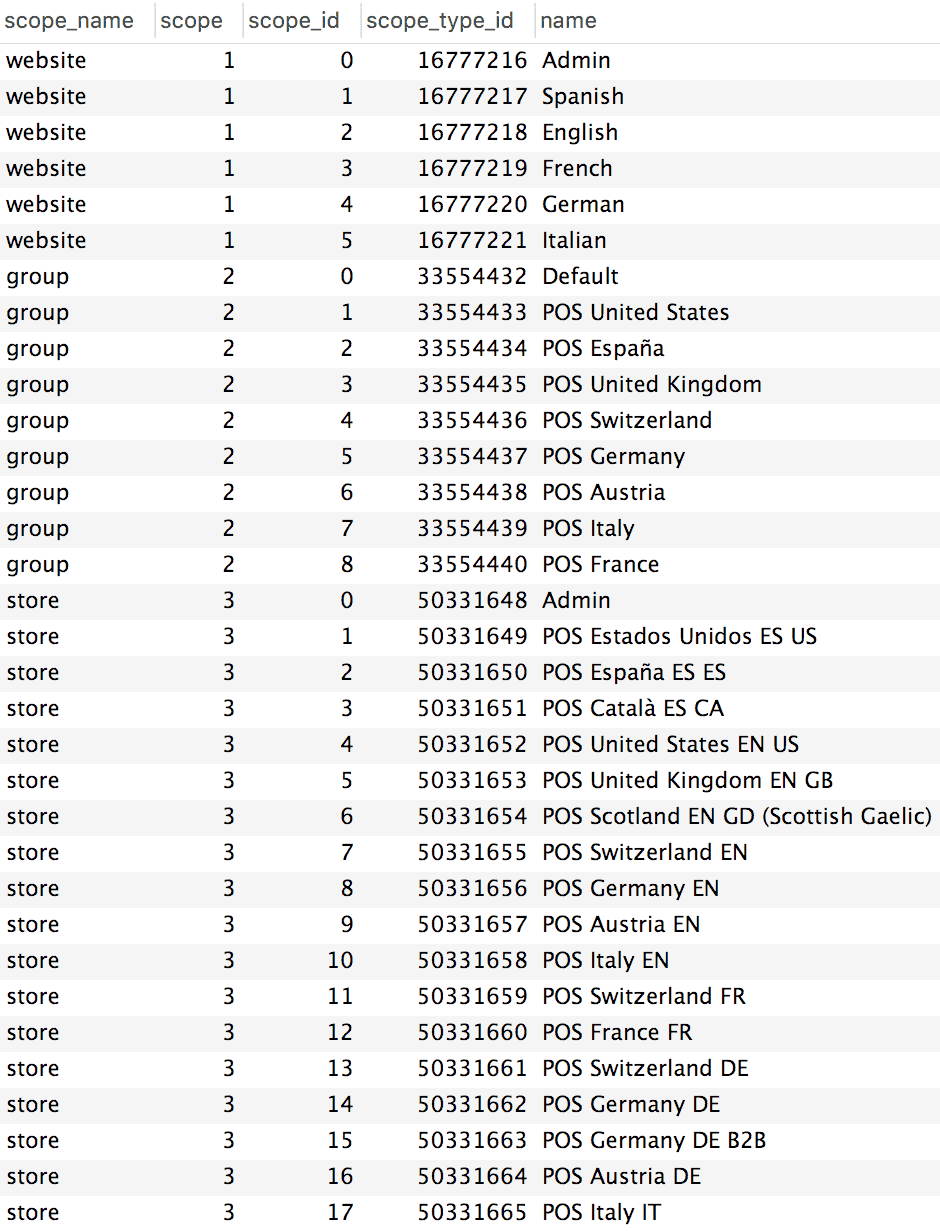 scope_name scope scope_id scope_type_id name
website 1 0 16777216 Admin
website 1 1 16777217 Spanish
website 1 2 16777218 English
website 1 3 16777219 French
website 1 4 16777220 German
website 1 5 16777221 Italian
group 2 0 33554432 Default
group 2 1 33554433 POS United States
group 2 2 33554434 POS España
group 2 3 33554435 POS United Kingdom
group 2 4 33554436 POS Switzerland
group 2 5 33554437 POS Germany
group 2 6 33554438 POS Austria
group 2 7 33554439 POS Italy
group 2 8 33554440 POS France
store 3 0 50331648 Admin
store 3 1 50331649 POS Estados Unidos ES US
store 3 2 50331650 POS España ES ES
store 3 3 50331651 POS Català ES CA
store 3 4 50331652 POS United States EN US
store 3 5 50331653 POS United Kingdom EN GB
store 3 6 50331654 POS Scotland EN GD (Scottish Gaelic)
store 3 7 50331655 POS Switzerland EN
store 3 8 50331656 POS Germany EN
store 3 9 50331657 POS Austria EN
store 3 10 50331658 POS Italy EN
store 3 11 50331659 POS Switzerland FR
store 3 12 50331660 POS France FR
store 3 13 50331661 POS Switzerland DE
store 3 14 50331662 POS Germany DE
store 3 15 50331663 POS Germany DE B2B
store 3 16 50331664 POS Austria DE
store 3 17 50331665 POS Italy IT